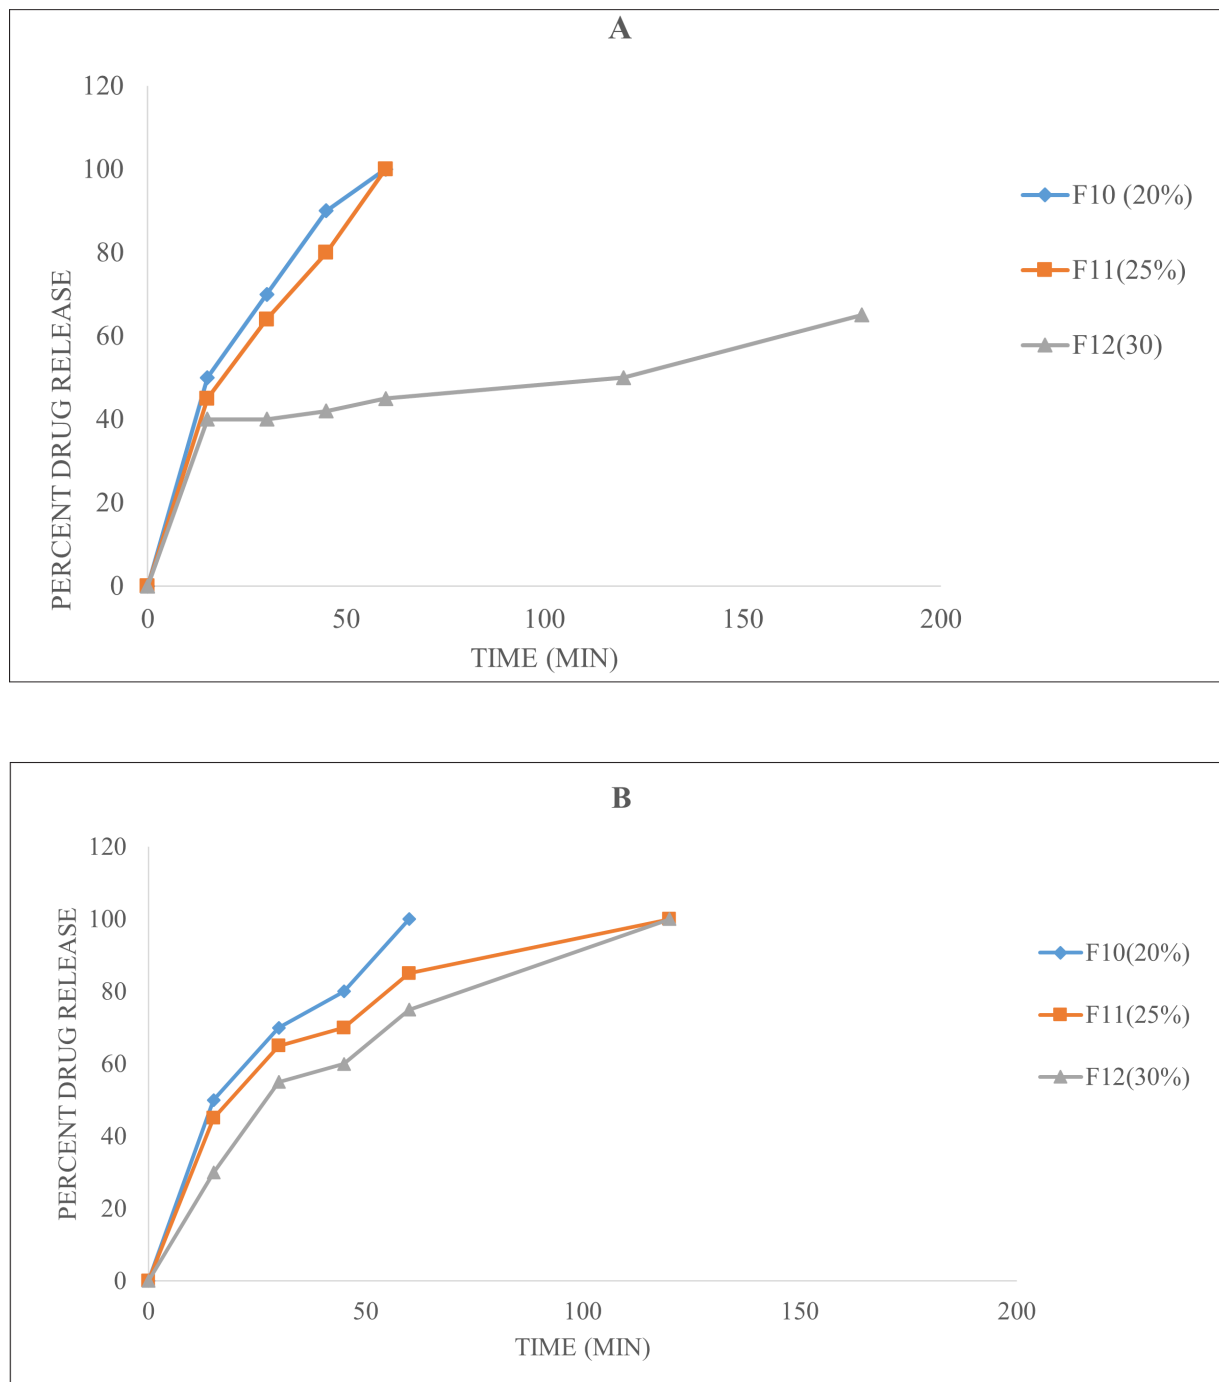 A
120
100
80
60
40
20
0
0 50 100 150 200
PERCENT DRUG RELEASE
TIME (MIN)
F10 (20%)
F11(25%)
F12(30)
B
120
100
80
60
40
20
0
0 50 100 150 200
PERCENT DRUG RELEASE
TIME (MIN)
F10(20%)
F11(25%)
F12(30%)